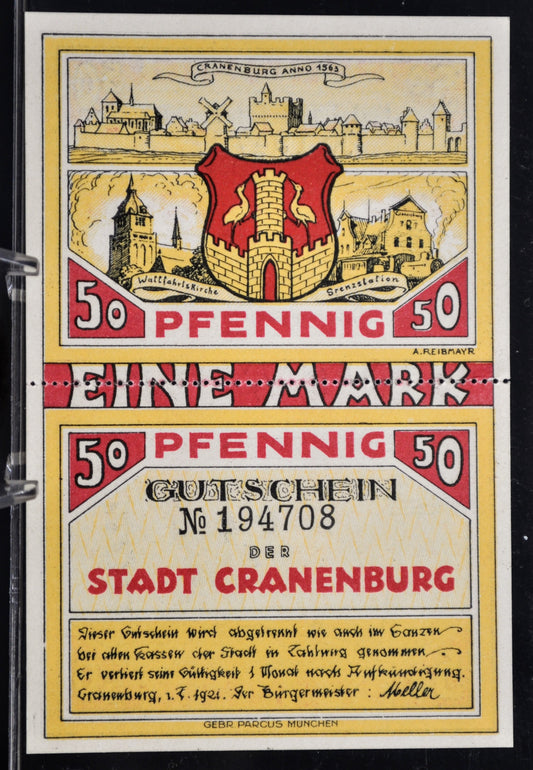 CRANENBURG ANNO 1563
Wallfahrtskirche
Grenzstation
50 PFENNIG 50
A. REIBMAYR
EINE MARK
50 PFENNIG 50
GUTSCHEIN
№ 194708
DER
STADT CRANENBURG
Dieser Gutschein wird abgetrennt wie auch im Ganzen
bei allen Kassen der Stadt in Zahlung genommen.
Er verliert seine Gültigkeit 1 Monat nach Aufkündigung.
Cranenburg, 1.7.1921. Der Bürgermeister: Meller
GEBR. PARCUS MÜNCHEN